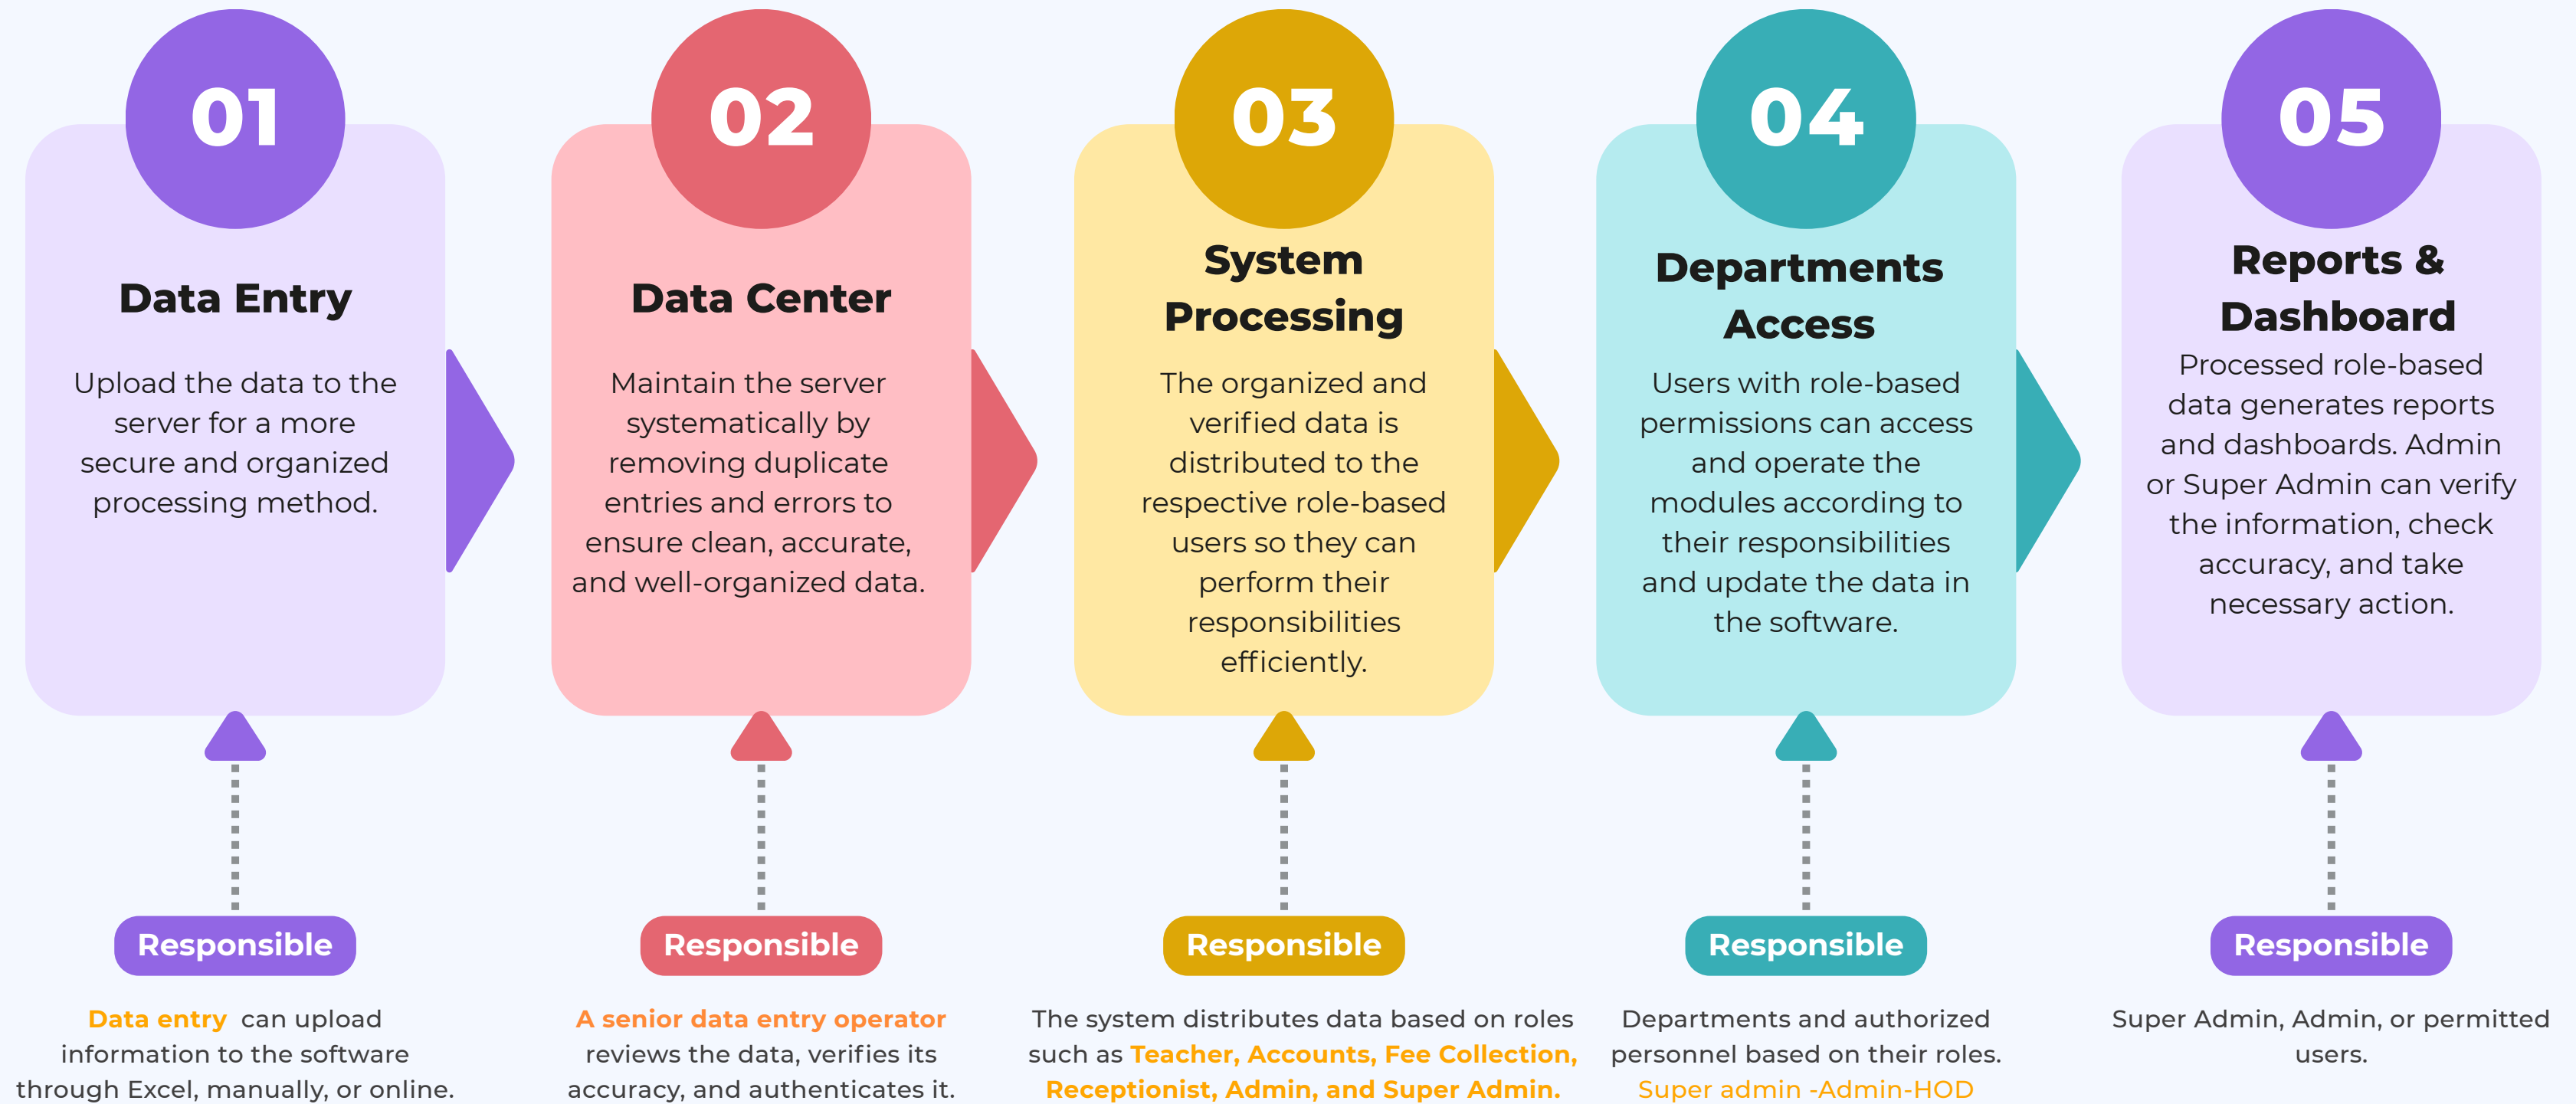 01
Data Entry
Upload the data to the
server for a more
secure and organized
processing method.
Responsible
Data entry can upload
information to the software
through Excel, manually, or online.
02
Data Center
Maintain the server
systematically by
removing duplicate
entries and errors to
ensure clean, accurate,
and well-organized data.
Responsible
A senior data entry operator
reviews the data, verifies its
accuracy, and authenticates it.
03
System
Processing
The organized and
verified data is
distributed to the
respective role-based
users so they can
perform their
responsibilities
efficiently.
Responsible
The system distributes data based on roles
such as Teacher, Accounts, Fee Collection,
Receptionist, Admin, and Super Admin.
04
Departments
Access
Users with role-based
permissions can access
and operate the
modules according to
their responsibilities
and update the data in
the software.
Responsible
Departments and authorized
personnel based on their roles.
Super admin -Admin-HOD
05
Reports &
Dashboard
Processed role-based
data generates reports
and dashboards. Admin
or Super Admin can verify
the information, check
accuracy, and take
necessary action.
Responsible
Super Admin, Admin, or permitted
users.